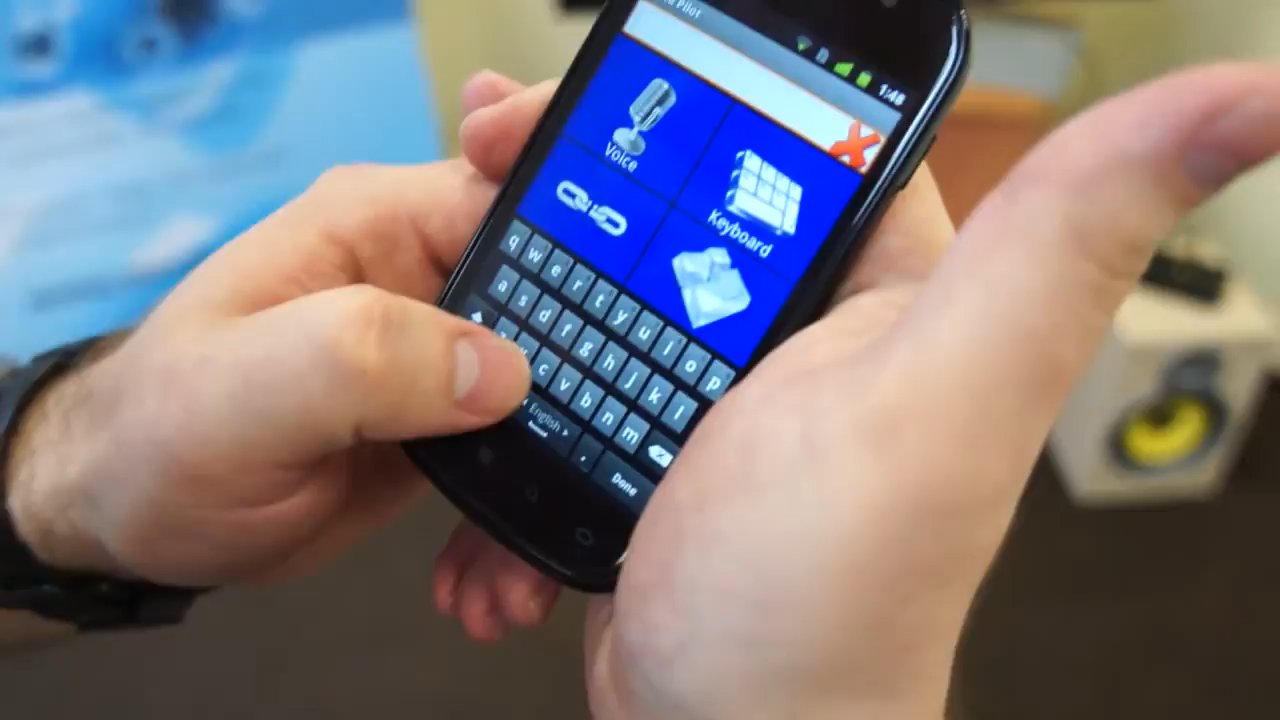 Pilot
1:48
Voice
Keyboard
q w e r t y u i o p
a s d f g h j k l
c v b n m
English
, Done